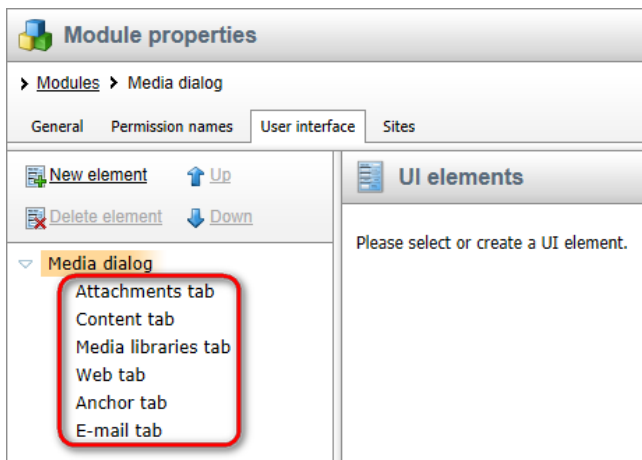 Module properties
> Modules > Media dialog
General Permission names User interface Sites
New element Up
Delete element Down
Media dialog
Attachments tab
Content tab
Media libraries tab
Web tab
Anchor tab
E-mail tab
UI elements
Please select or create a UI element.